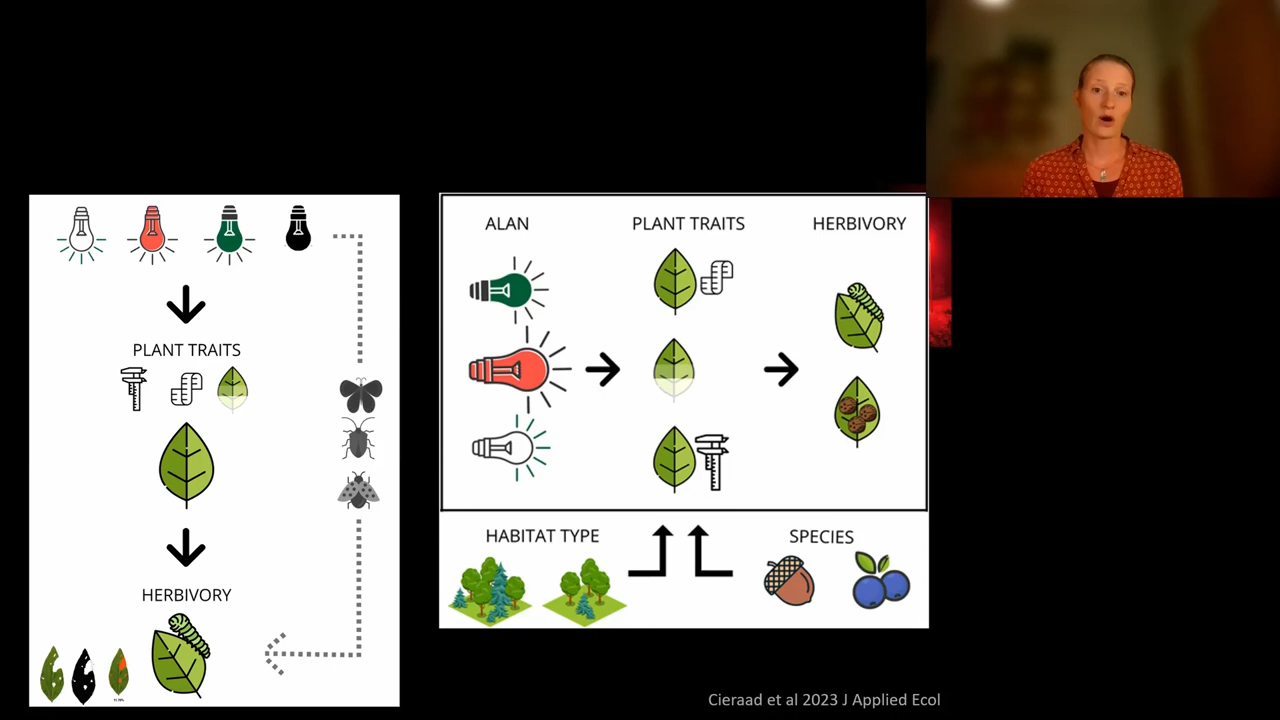 PLANT TRAITS
HERBIVORY
ALAN
PLANT TRAITS
HERBIVORY
HABITAT TYPE
SPECIES
Cieraad et al 2023 J Applied Ecol